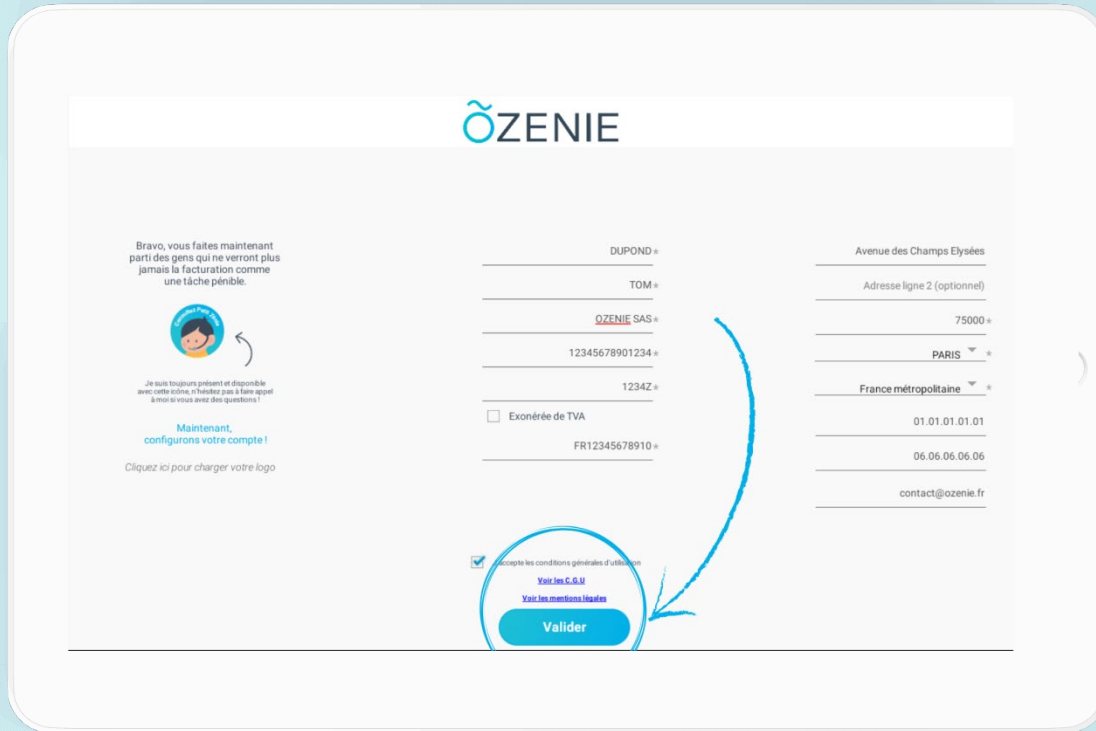 õZENIE
Bravo, vous faites maintenant
parti des gens qui ne verront plus
jamais la facturation comme
une tâche pénible.
Consultez Petit Zenie
Je suis toujours présent et disponible
avec cette icône, n'hésitez pas à faire appel
à moi si vous avez des questions !
Maintenant,
configurons votre compte !
Cliquez ici pour charger votre logo
DUPOND *
TOM *
OZENIE SAS *
12345678901234 *
1234Z *
Exonérée de TVA
FR12345678910 *
J'accepte les conditions générales d'utilisation
Voir les C.G.U
Voir les mentions légales
Valider
Avenue des Champs Elysées
Adresse ligne 2 (optionnel)
75000 *
PARIS *
France métropolitaine *
01.01.01.01.01
06.06.06.06.06
contact@ozenie.fr